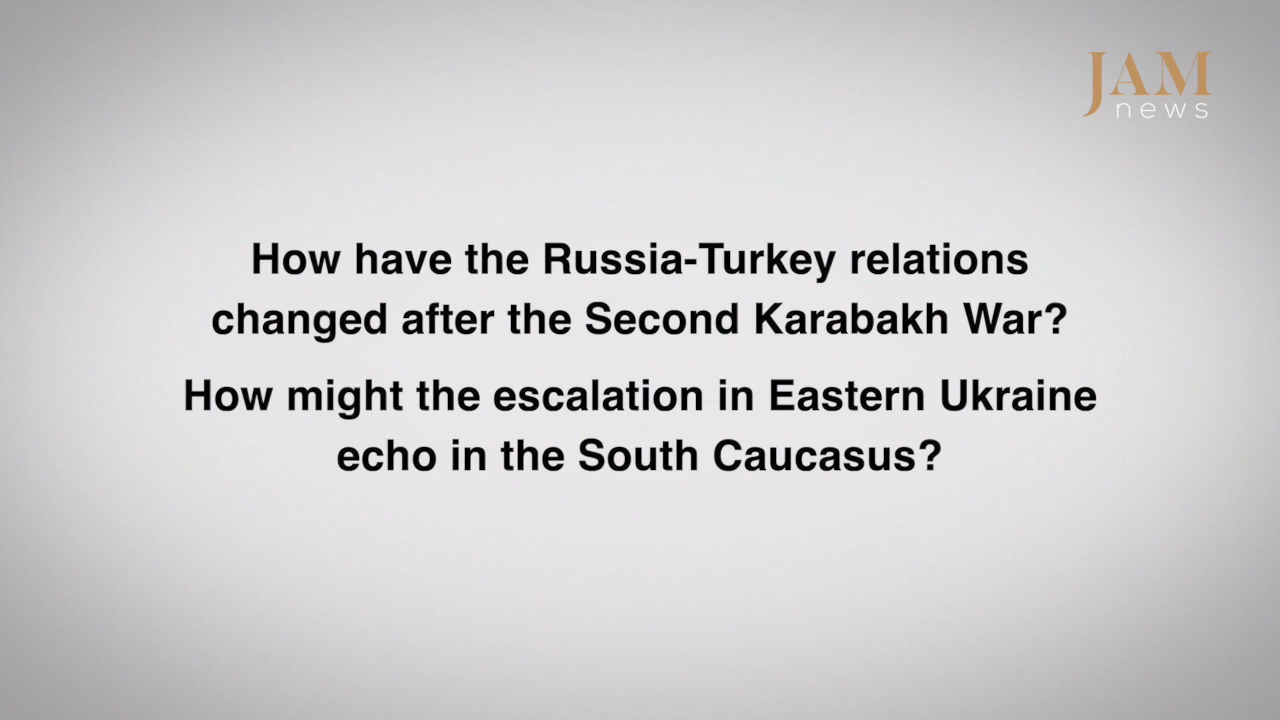 JAM
news
How have the Russia-Turkey relations
changed after the Second Karabakh War?
How might the escalation in Eastern Ukraine
echo in the South Caucasus?